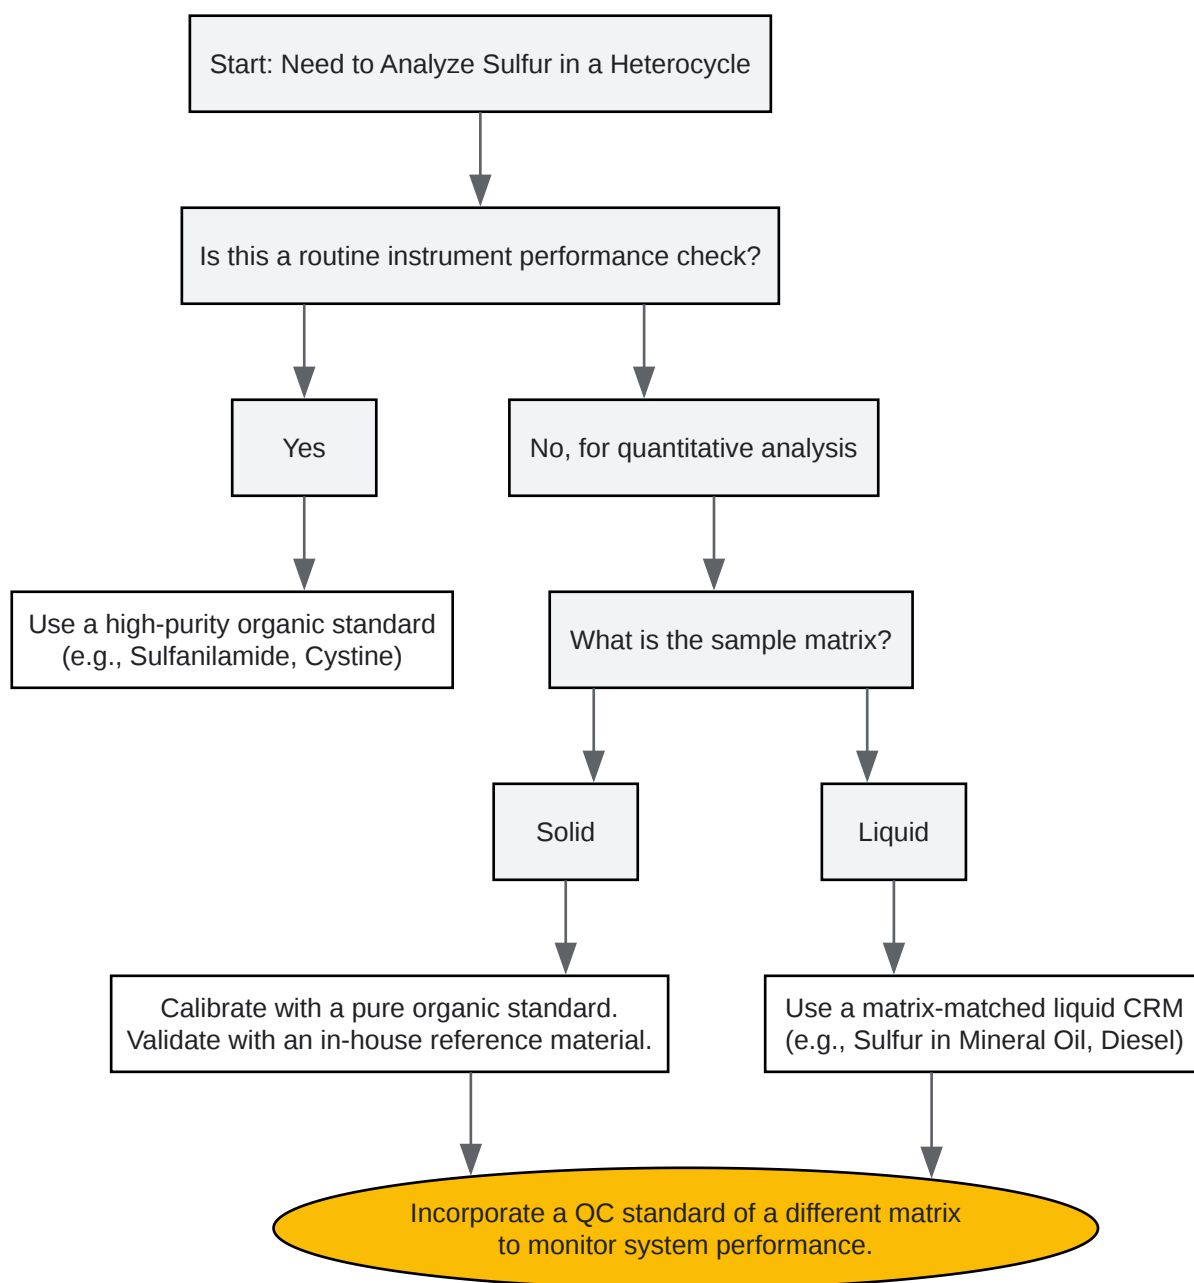 Start: Need to Analyze Sulfur in a Heterocycle
Is this a routine instrument performance check?
Yes
No, for quantitative analysis
Use a high-purity organic standard
(e.g., Sulfanilamide, Cystine)
What is the sample matrix?
Solid
Liquid
Calibrate with a pure organic standard.
Validate with an in-house reference material.
Use a matrix-matched liquid CRM
(e.g., Sulfur in Mineral Oil, Diesel)
Incorporate a QC standard of a different matrix
to monitor system performance.